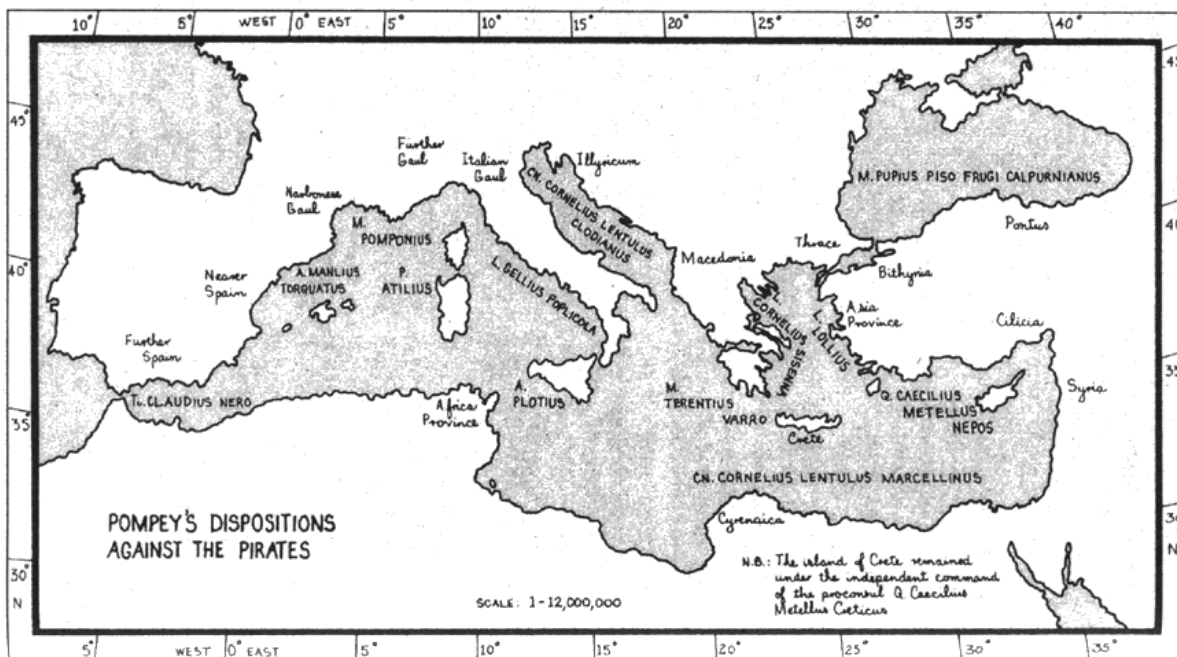 10° 5° WEST 0° EAST 5° 10° 15° 20° 25° 30° 35° 40°
45°
40°
35°
30°
N
45
40
35
30
N
Further
Gaul
Italian
Gaul
Illyricum
CN. CORNELIUS LENTULUS
CLODIANUS
M. PUPIUS PISO FRUGI CALPURNIANUS
Pontus
Narbonese
Gaul
M.
POMPONIUS
Thrace
Macedonia
Bithynia
Nearer
Spain
A. MANLIUS
TORQUATUS
P.
ATILIUS
L. GELLIUS POPLICOLA
L.
CORNELIUS SISENNA
L. LOLLIUS
Asia
Province
Cilicia
Further
Spain
Syria
TI. CLAUDIUS NERO
Africa
Province
A.
PLOTIUS
M.
TERENTIUS
VARRO
Crete
Q. CAECILIUS
METELLUS
NEPOS
CN. CORNELIUS LENTULUS MARCELLINUS
Cyrenaica
POMPEY'S DISPOSITIONS
AGAINST THE PIRATES
SCALE: 1-12,000,000
N.B.: The island of Crete remained
under the independent command
of the proconsul Q. Caecilius
Metellus Creticus
5° WEST 0° EAST 5° 10° 15° 20° 25° 30° 35°